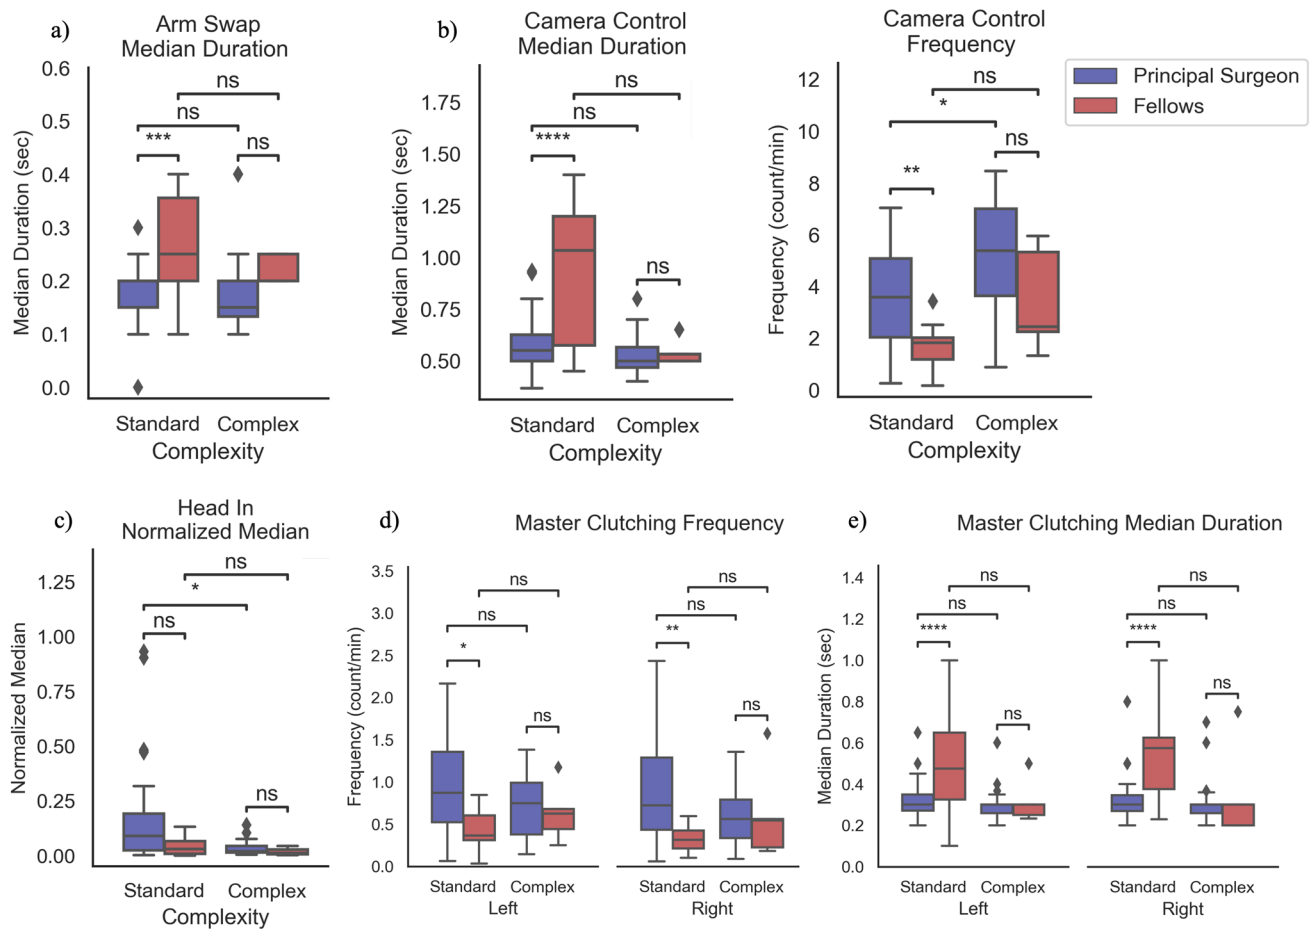 a)
Arm Swap
Median Duration
Median Duration (sec)
0.6
0.5
0.4
0.3
0.2
0.1
0.0
ns
ns
***
ns
Standard Complex
Complexity
b)
Camera Control
Median Duration
Median Duration (sec)
1.75
1.50
1.25
1.00
0.75
0.50
ns
ns
****
ns
Standard Complex
Complexity
Camera Control
Frequency
Frequency (count/min)
12
10
8
6
4
2
0
ns
*
ns
**
Standard Complex
Complexity
Principal Surgeon
Fellows
c)
Head In
Normalized Median
Normalized Median
1.25
1.00
0.75
0.50
0.25
0.00
ns
*
ns
ns
Standard Complex
Complexity
d)
Master Clutching Frequency
Frequency (count/min)
3.5
3.0
2.5
2.0
1.5
1.0
0.5
0.0
ns
ns
*
ns
Standard Complex
Left
ns
ns
**
ns
Standard Complex
Right
e)
Master Clutching Median Duration
Median Duration (sec)
1.4
1.2
1.0
0.8
0.6
0.4
0.2
0.0
ns
ns
****
ns
Standard Complex
Left
ns
ns
****
ns
Standard Complex
Right